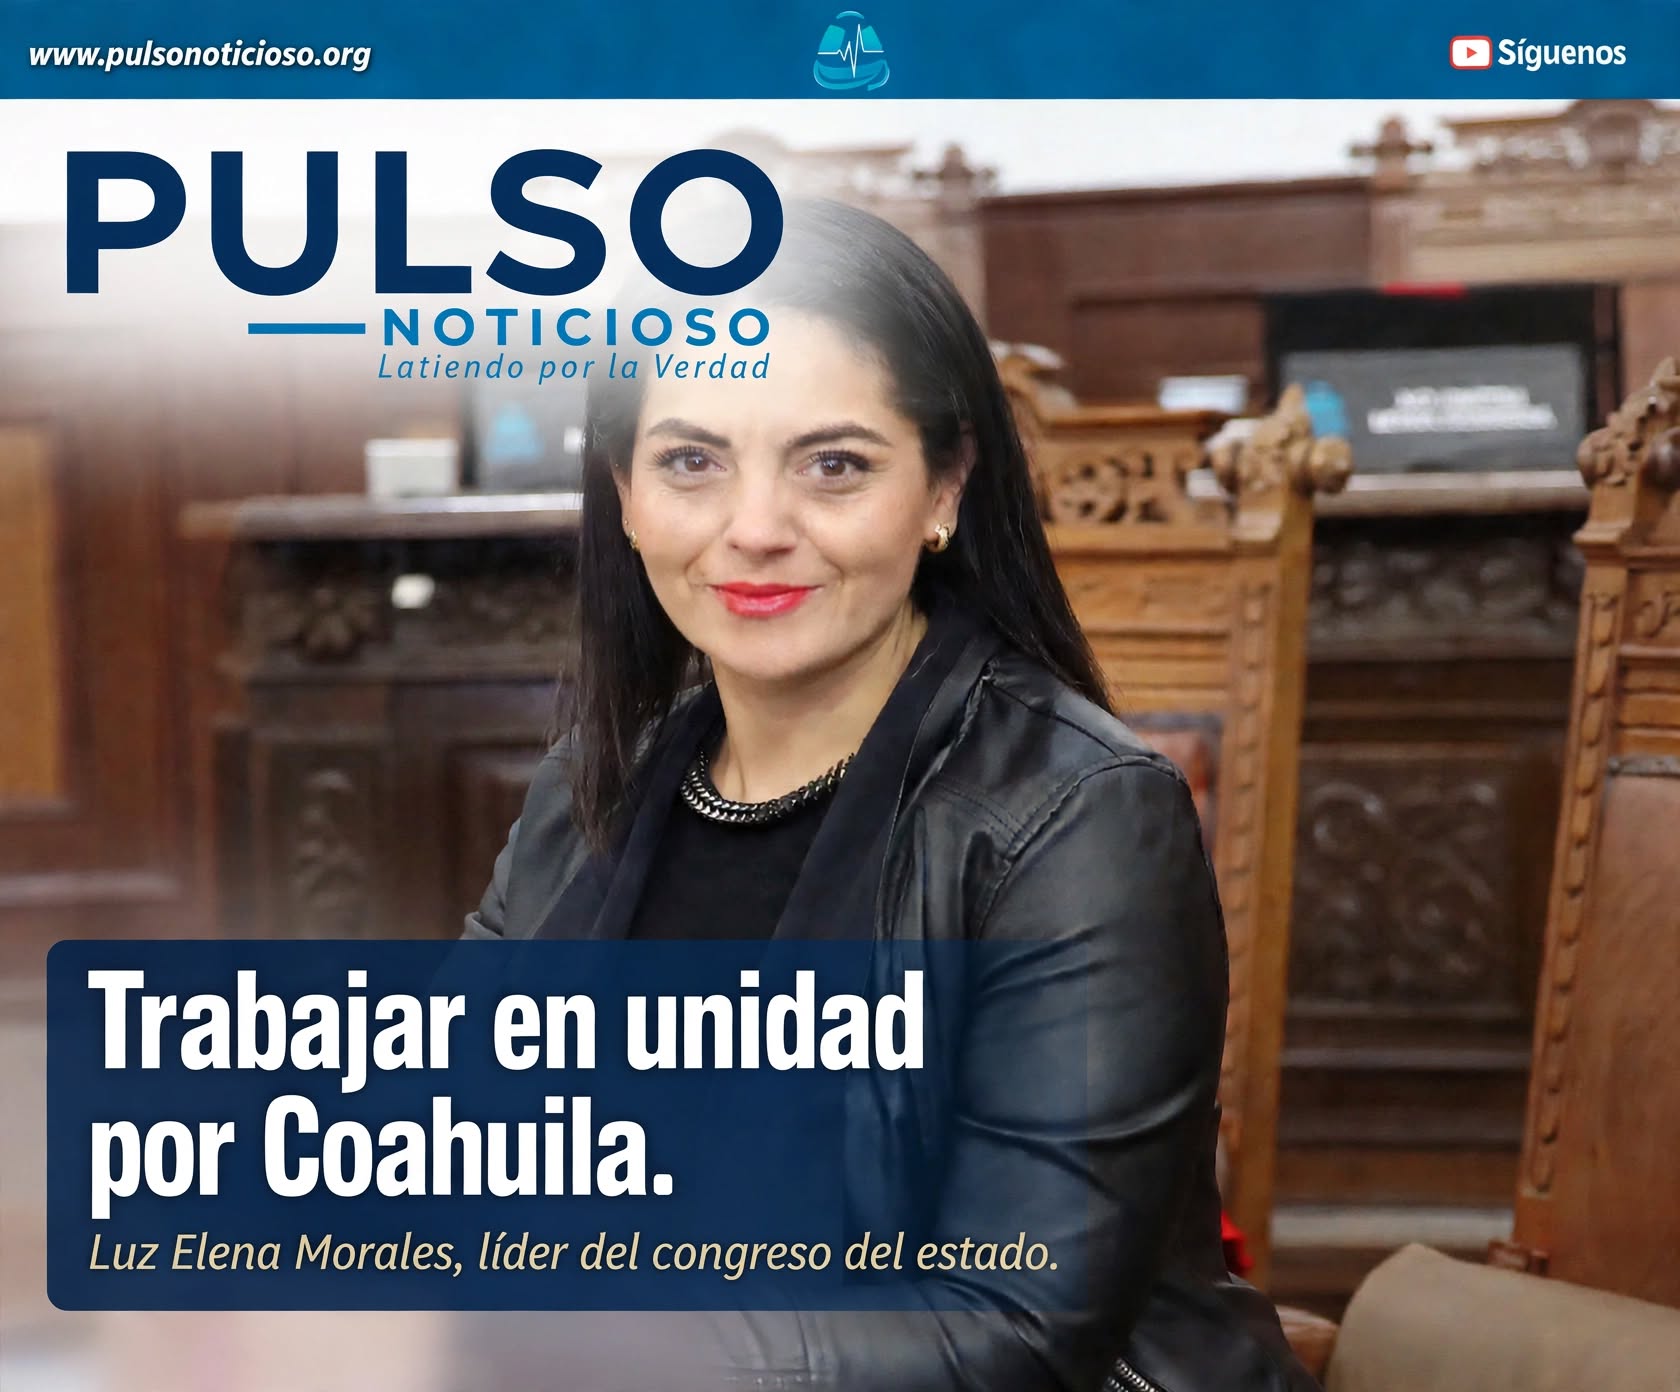 www.pulsonoticioso.org
Síguenos
PULSO
NOTICIOSO
Latiendo por la Verdad
Trabajar en unidad
por Coahuila.
Luz Elena Morales, líder del congreso del estado.